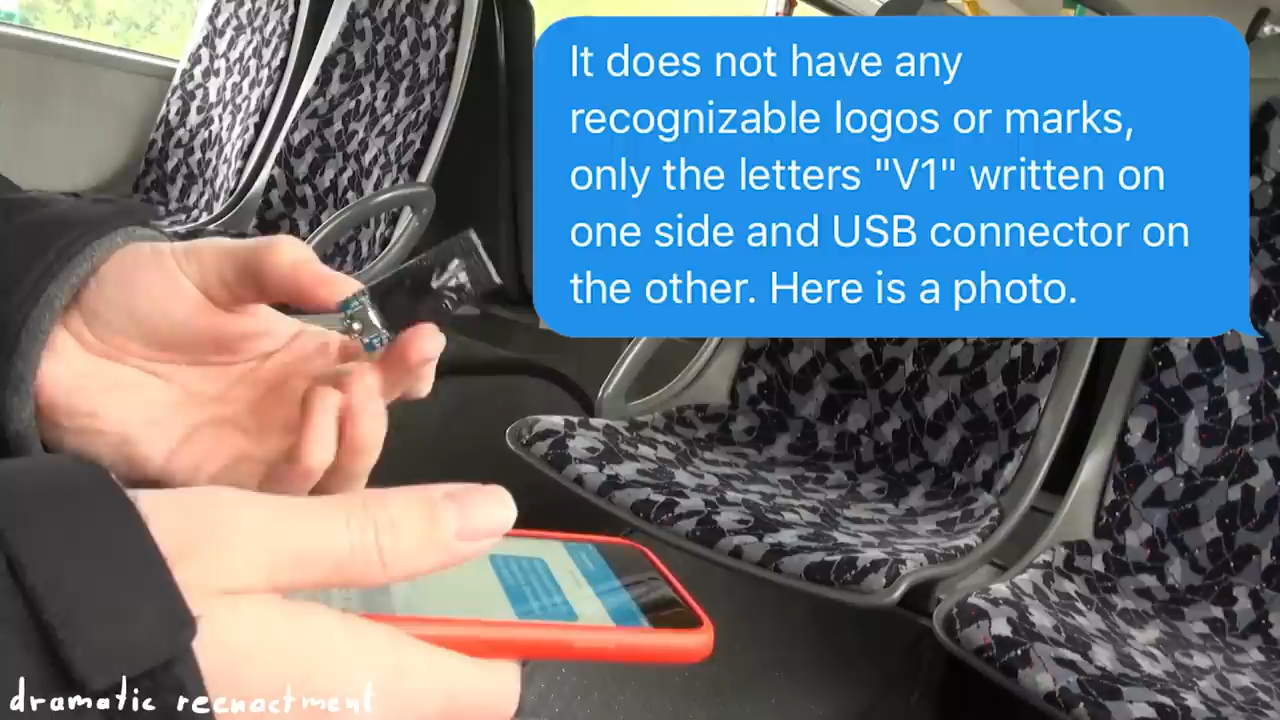 It does not have any
recognizable logos or marks,
only the letters "V1" written on
one side and USB connector on
the other. Here is a photo.
dramatic reenactment